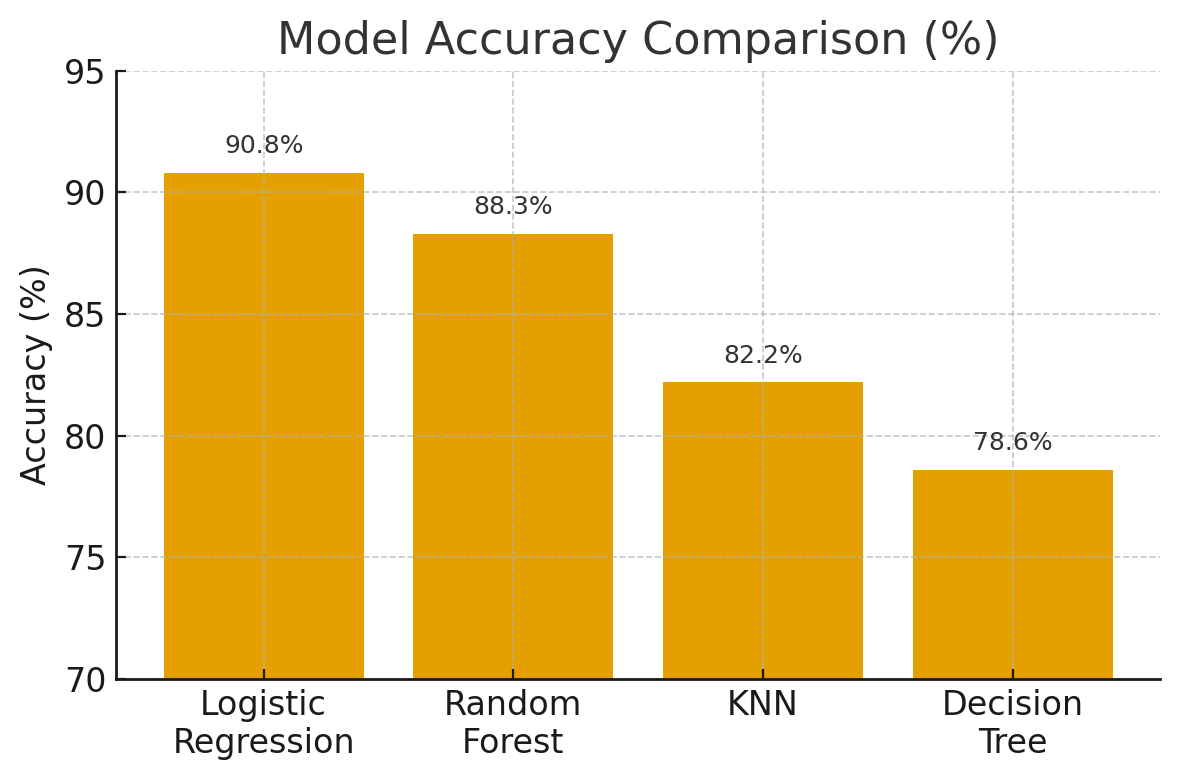 Model Accuracy Comparison (%)
Accuracy (%)
95
90
85
80
75
70
90.8%
88.3%
82.2%
78.6%
Logistic
Regression
Random
Forest
KNN
Decision
Tree